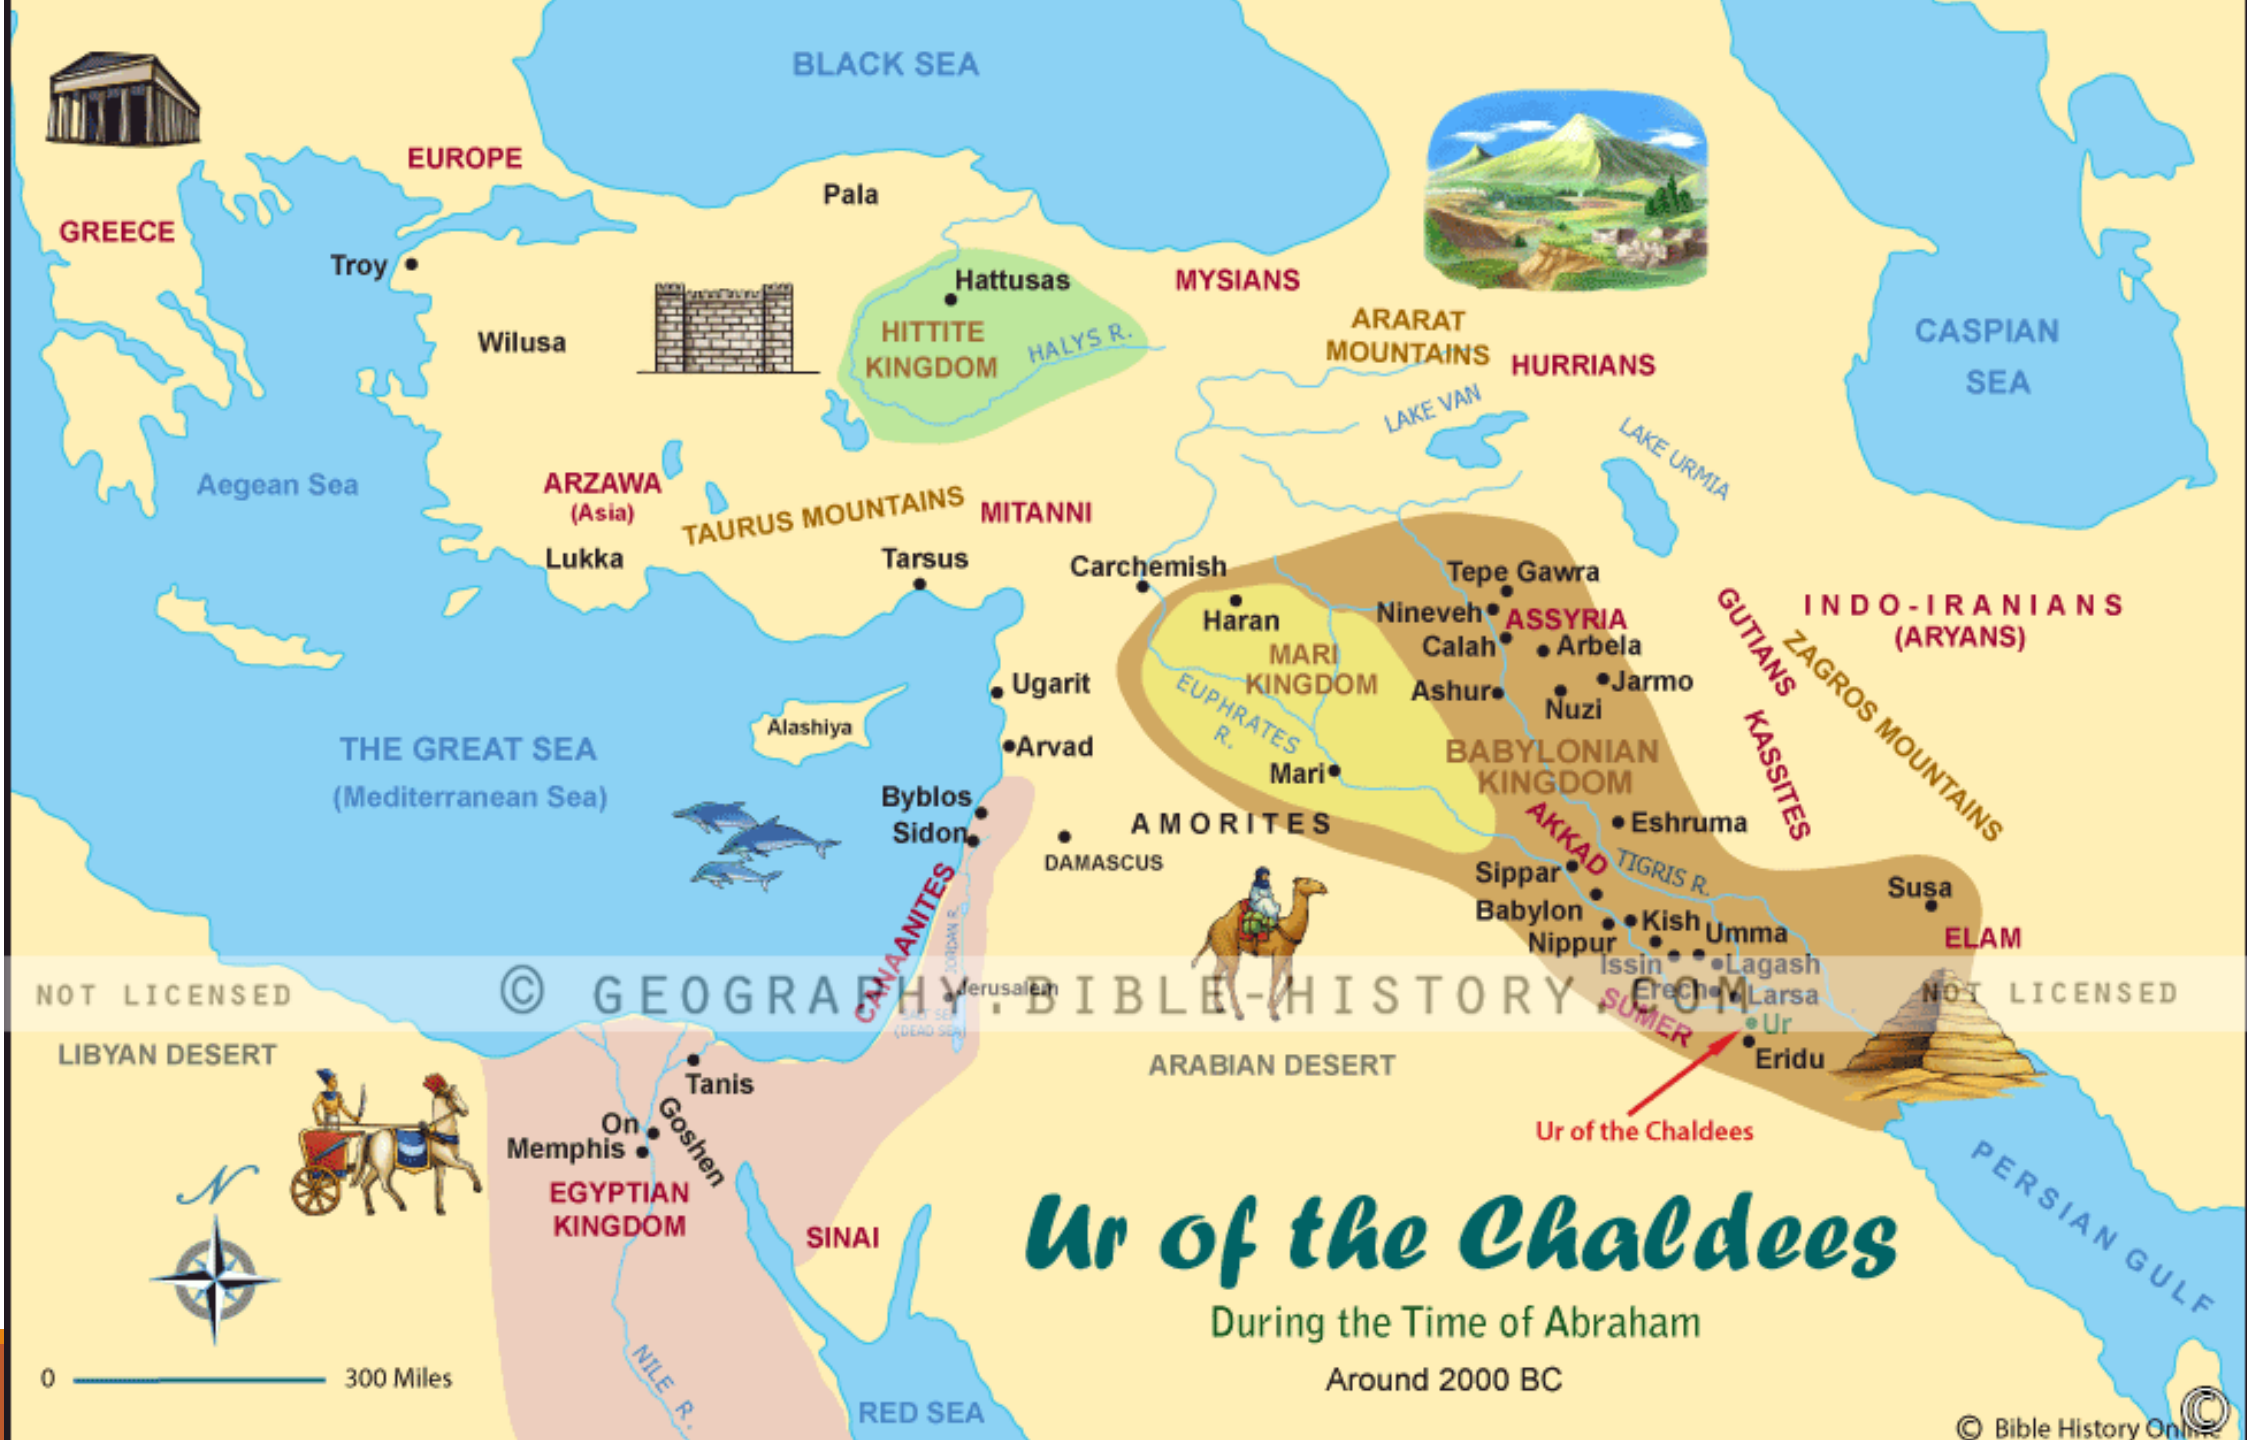 BLACK SEA
EUROPE
GREECE
Pala
Troy
Hattusas
MYSIANS
HITTITE
KINGDOM
HALYS R.
Wilusa
ARARAT
MOUNTAINS
HURRIANS
CASPIAN
SEA
LAKE VAN
LAKE URMIA
Aegean Sea
ARZAWA
(Asia)
TAURUS MOUNTAINS
MITANNI
Lukka
Tarsus
Carchemish
Tepe Gawra
Haran
Nineveh
ASSYRIA
Calah
Arbela
MARI
KINGDOM
Ashur
Jarmo
Nuzi
GUTIANS
INDO-IRANIANS
(ARYANS)
ZAGROS MOUNTAINS
KASSITES
Ugarit
EUPHRATES
R.
Alashiya
Arvad
THE GREAT SEA
(Mediterranean Sea)
Mari
BABYLONIAN
KINGDOM
Byblos
Sidon
AMORITES
DAMASCUS
AKKAD
Eshruma
TIGRIS R.
Sippar
Babylon
Kish
Nippur
Umma
Susa
ELAM
Issin
Lagash
Erech
Larsa
SUMER
Ur
Eridu
CANAANITES
JORDAN R.
Jerusalem
SALT SEA
(DEAD SEA)
NOT LICENSED
© GEOGRAPHY.BIBLE-HISTORY.COM
NOT LICENSED
LIBYAN DESERT
ARABIAN DESERT
Ur of the Chaldees
Tanis
On
Goshen
Memphis
EGYPTIAN
KINGDOM
SINAI
N
NILE R.
RED SEA
PERSIAN GULF
Ur of the Chaldees
During the Time of Abraham
Around 2000 BC
0 300 Miles
© Bible History Online
©